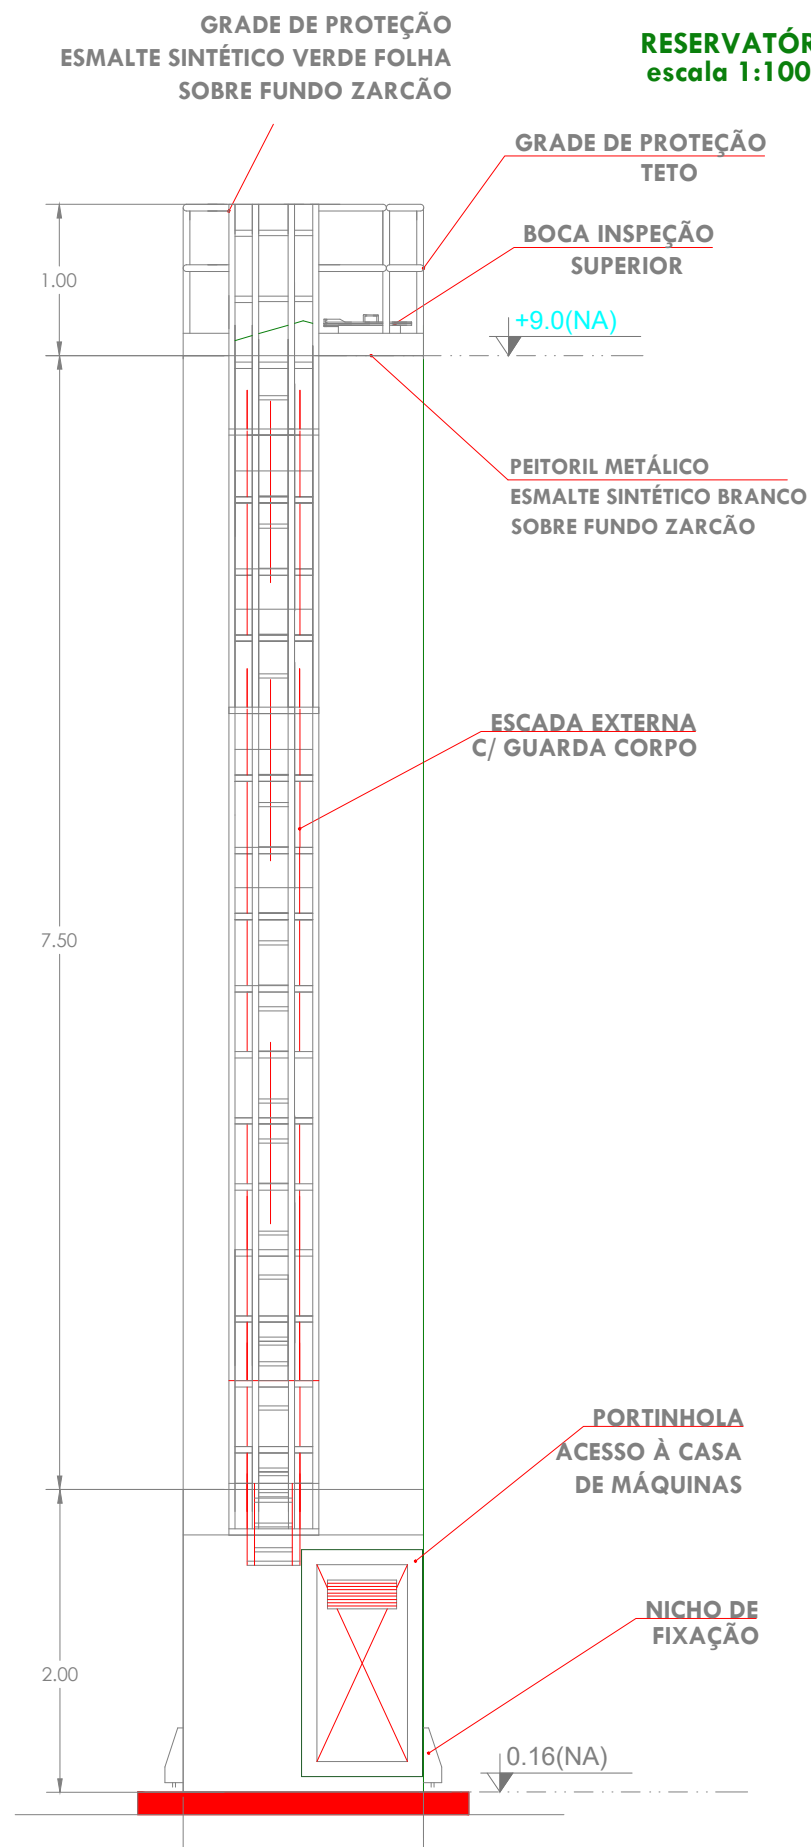 GRADE DE PROTEÇÃO
ESMALTE SINTÉTICO VERDE FOLHA
SOBRE FUNDO ZARCÃO
RESERVATÓR
escala 1:100
GRADE DE PROTEÇÃO
TETO
BOCA INSPEÇÃO
SUPERIOR
1.00
+9.0(NA)
PEITORIL METÁLICO
ESMALTE SINTÉTICO BRANCO
SOBRE FUNDO ZARCÃO
ESCADA EXTERNA
C/ GUARDA CORPO
7.50
PORTINHOLA
ACESSO À CASA
DE MÁQUINAS
NICHO DE
FIXAÇÃO
2.00
0.16(NA)